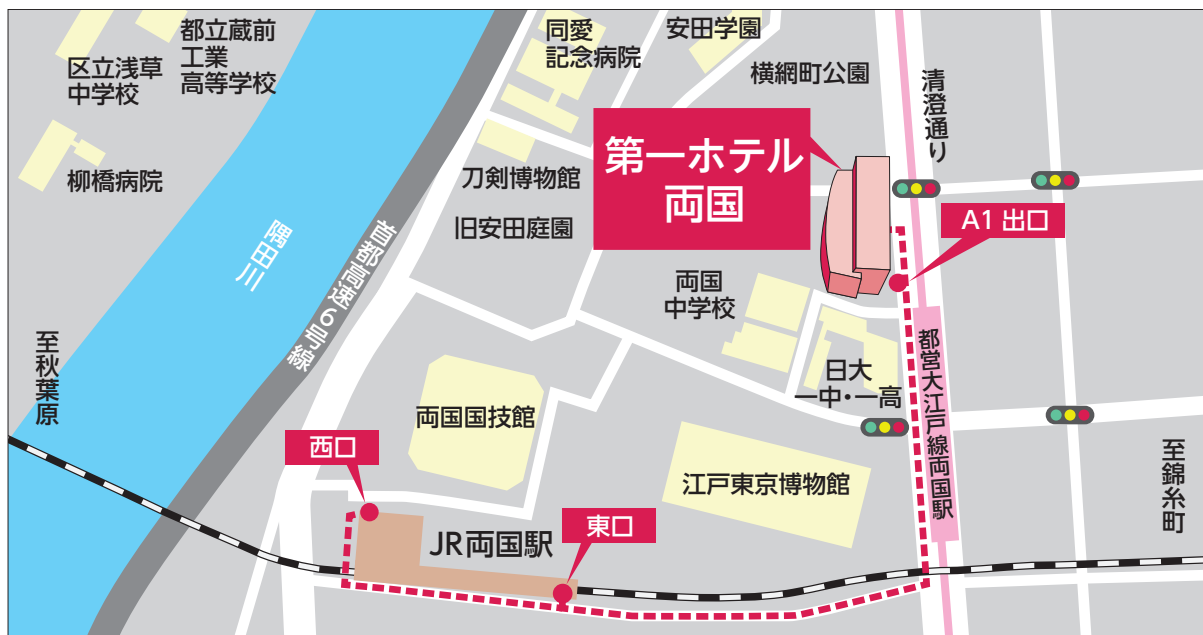 区立浅草
中学校
都立蔵前
工業
高等学校
柳橋病院
同愛
記念病院
安田学園
横網町公園
清澄通り
第一ホテル
両国
刀剣博物館
旧安田庭園
A1 出口
隅田川
首都高速6号線
両国
中学校
至秋葉原
日大
一中・一高
都営大江戸線両国駅
両国国技館
西口
江戸東京博物館
至錦糸町
JR両国駅
東口